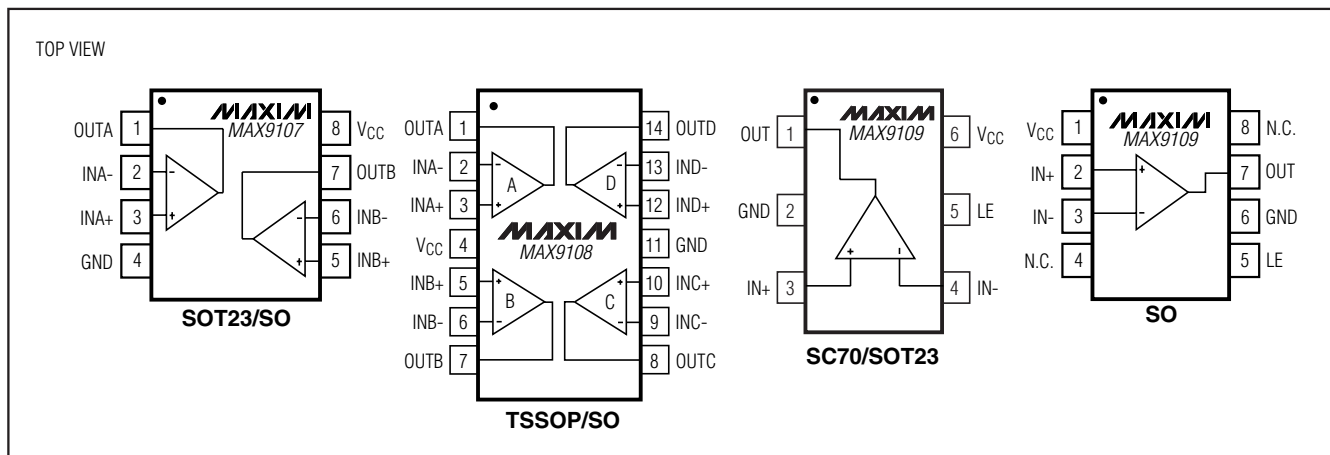 TOP VIEW
MAXIM
MAX9107
OUTA 1
INA- 2
INA+ 3
GND 4
8 VCC
7 OUTB
6 INB-
5 INB+
- +
- +
SOT23/SO
MAXIM
MAX9108
OUTA 1
INA- 2
INA+ 3
VCC 4
INB+ 5
INB- 6
OUTB 7
14 OUTD
13 IND-
12 IND+
11 GND
10 INC+
9 INC-
8 OUTC
- + A
- + D
+ - B
+ - C
TSSOP/SO
MAXIM
MAX9109
OUT 1
GND 2
IN+ 3
6 VCC
5 LE
4 IN-
+ -
SC70/SOT23
MAXIM
MAX9109
VCC 1
IN+ 2
IN- 3
N.C. 4
8 N.C.
7 OUT
6 GND
5 LE
+ -
SO